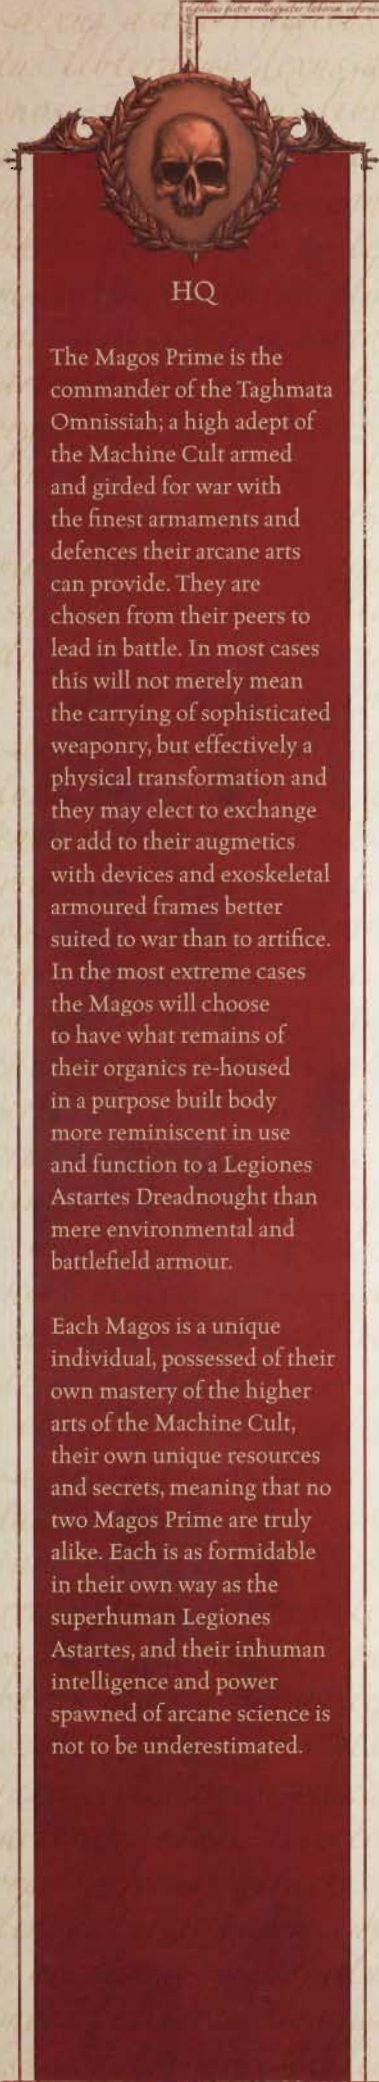 HQ
The Magos Prime is the
commander of the Taghmata
Omnissiah; a high adept of
the Machine Cult armed
and girded for war with
the finest armaments and
defences their arcane arts
can provide. They are
chosen from their peers to
lead in battle. In most cases
this will not merely mean
the carrying of sophisticated
weaponry, but effectively a
physical transformation and
they may elect to exchange
or add to their augmetics
with devices and exoskeletal
armoured frames better
suited to war than to artifice.
In the most extreme cases
the Magos will choose
to have what remains of
their organics re-housed
in a purpose built body
more reminiscent in use
and function to a Legiones
Astartes Dreadnought than
mere environmental and
battlefield armour.
Each Magos is a unique
individual, possessed of their
own mastery of the higher
arts of the Machine Cult,
their own unique resources
and secrets, meaning that no
two Magos Prime are truly
alike. Each is as formidable
in their own way as the
superhuman Legiones
Astartes, and their inhuman
intelligence and power
spawned of arcane science is
not to be underestimated.